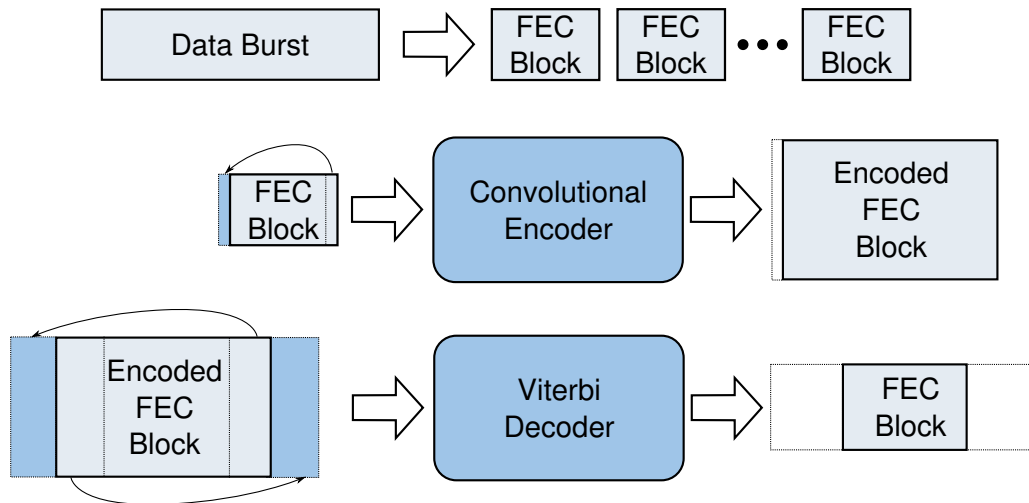 Data Burst
FEC
Block
FEC
Block
FEC
Block
FEC
Block
Convolutional
Encoder
Encoded
FEC
Block
Encoded
FEC
Block
Viterbi
Decoder
FEC
Block